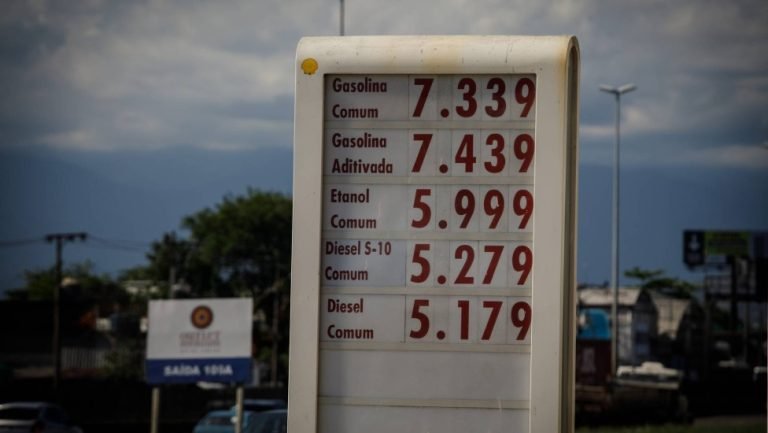 Gasolina
Comum
7.339
Gasolina
Aditivada
7.439
Etanol
Comum
5.999
Diesel S-10
Comum
5.279
Diesel
Comum
5.179
OUTLET
SAÍDA 101A